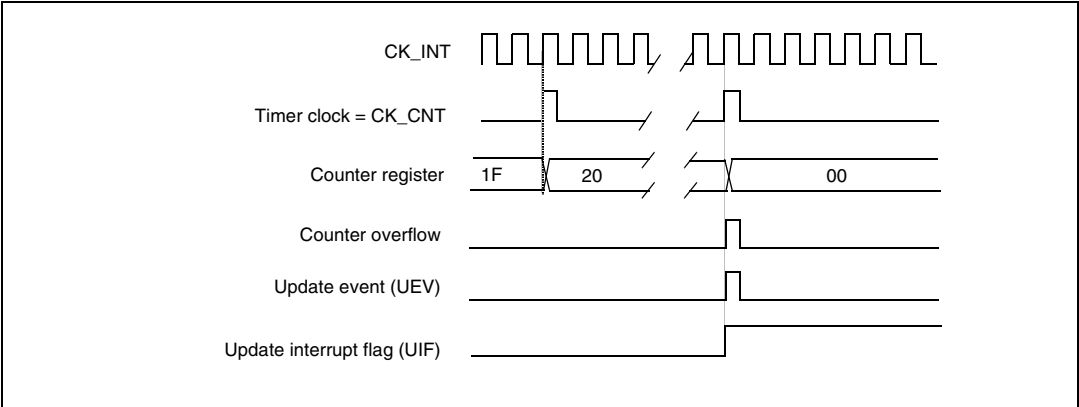 CK_INT
Timer clock = CK_CNT
Counter register 1F 20 00
Counter overflow
Update event (UEV)
Update interrupt flag (UIF)